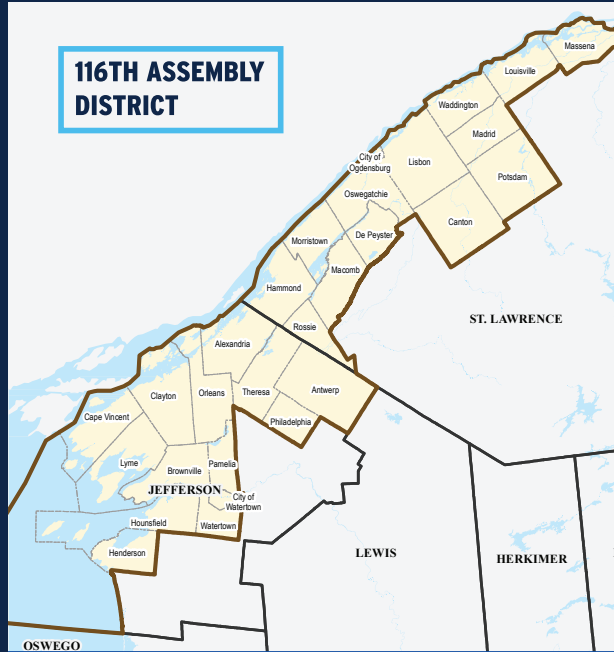 116TH ASSEMBLY
DISTRICT
Massena
Louisville
Waddington
Madrid
City of
Ogdensburg
Lisbon
Potsdam
Oswegatchie
Canton
De Peyster
Morristown
Macomb
Hammond
ST. LAWRENCE
Rossie
Alexandria
Antwerp
Theresa
Orleans
Clayton
Cape Vincent
Philadelphia
Lyme
Brownville
Pamelia
JEFFERSON
City of
Watertown
Hounsfield
Watertown
Henderson
LEWIS
HERKIMER
OSWEGO